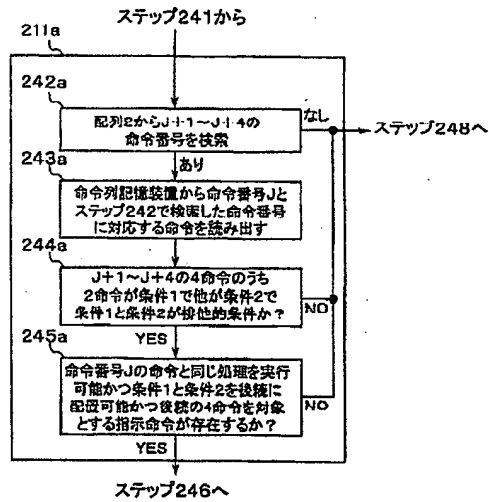 ステップ241から
211a
242a
配列2からJ+1〜J+4の
命令番号を検索
なし
ステップ248へ
あり
243a
命令列記憶装置から命令番号Jと
ステップ242で検索した命令番号
に対応する命令を読み出す
244a
J+1〜J+4の4命令のうち
2命令が条件1で他が条件2で
条件1と条件2が排他的条件か?
NO
YES
245a
命令番号Jの命令と同じ処理を実行
可能かつ条件1と条件2を後続に
配置可能かつ後続の4命令を対象
とする指示命令が存在するか?
NO
YES
ステップ246へ